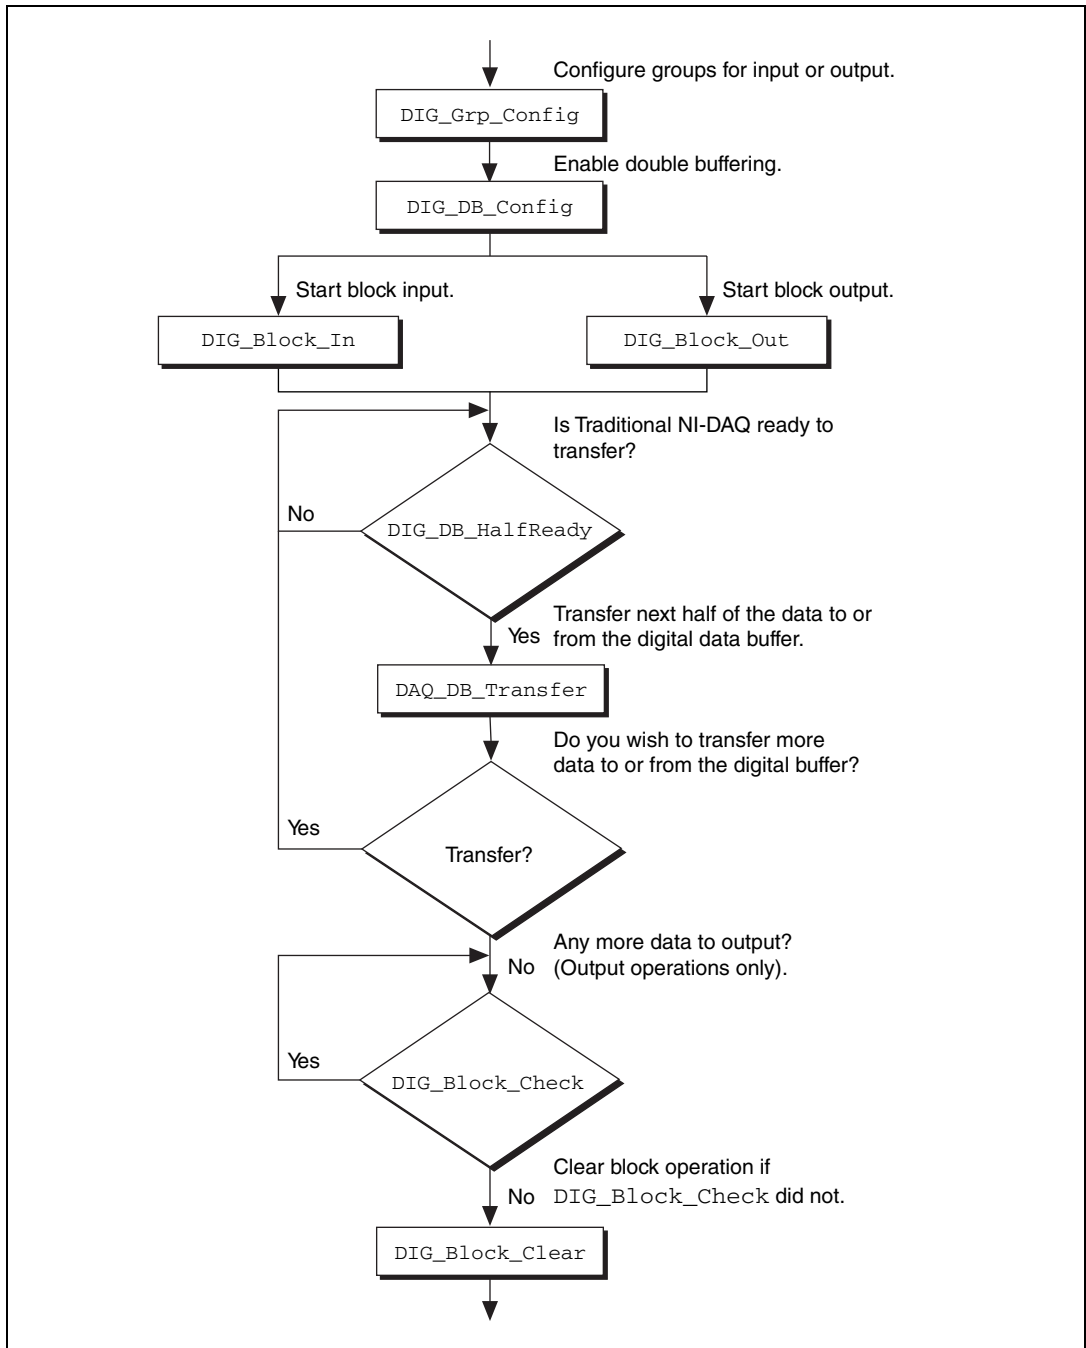 Configure groups for input or output.
DIG_Grp_Config
Enable double buffering.
DIG_DB_Config
Start block input.
Start block output.
DIG_Block_In
DIG_Block_Out
Is Traditional NI-DAQ ready to
transfer?
No
DIG_DB_HalfReady
Transfer next half of the data to or
Yes from the digital data buffer.
DAQ_DB_Transfer
Do you wish to transfer more
data to or from the digital buffer?
Yes
Transfer?
Any more data to output?
No (Output operations only).
Yes
DIG_Block_Check
Clear block operation if
No DIG_Block_Check did not.
DIG_Block_Clear